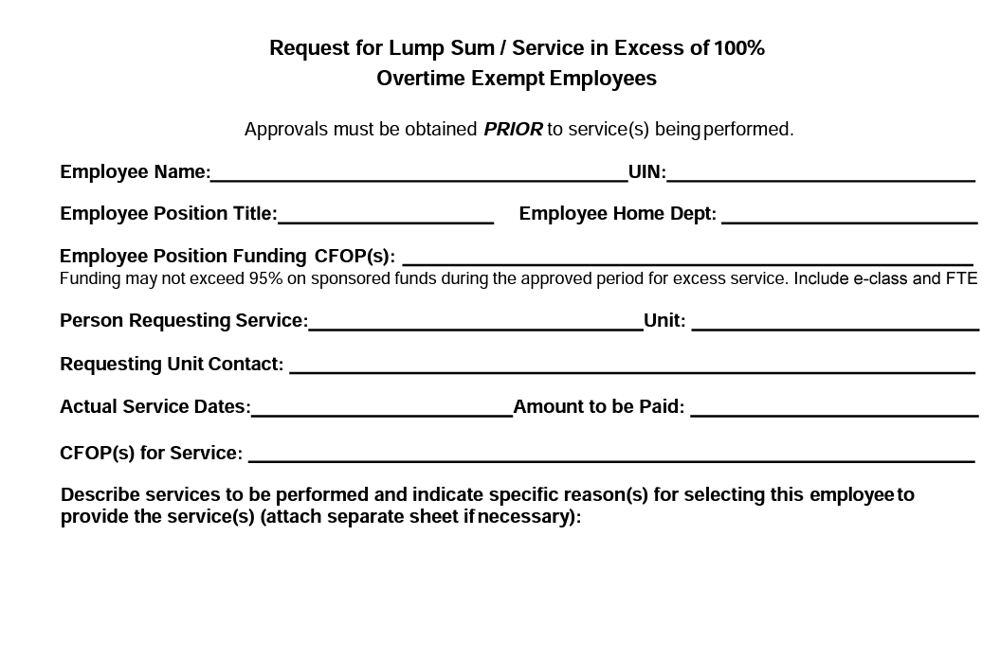 Request for Lump Sum / Service in Excess of 100%
Overtime Exempt Employees
Approvals must be obtained PRIOR to service(s) being performed.
Employee Name: UIN:
Employee Position Title: Employee Home Dept:
Employee Position Funding CFOP(s):
Funding may not exceed 95% on sponsored funds during the approved period for excess service. Include e-class and FTE
Person Requesting Service: Unit:
Requesting Unit Contact:
Actual Service Dates: Amount to be Paid:
CFOP(s) for Service:
Describe services to be performed and indicate specific reason(s) for selecting this employee to
provide the service(s) (attach separate sheet if necessary):